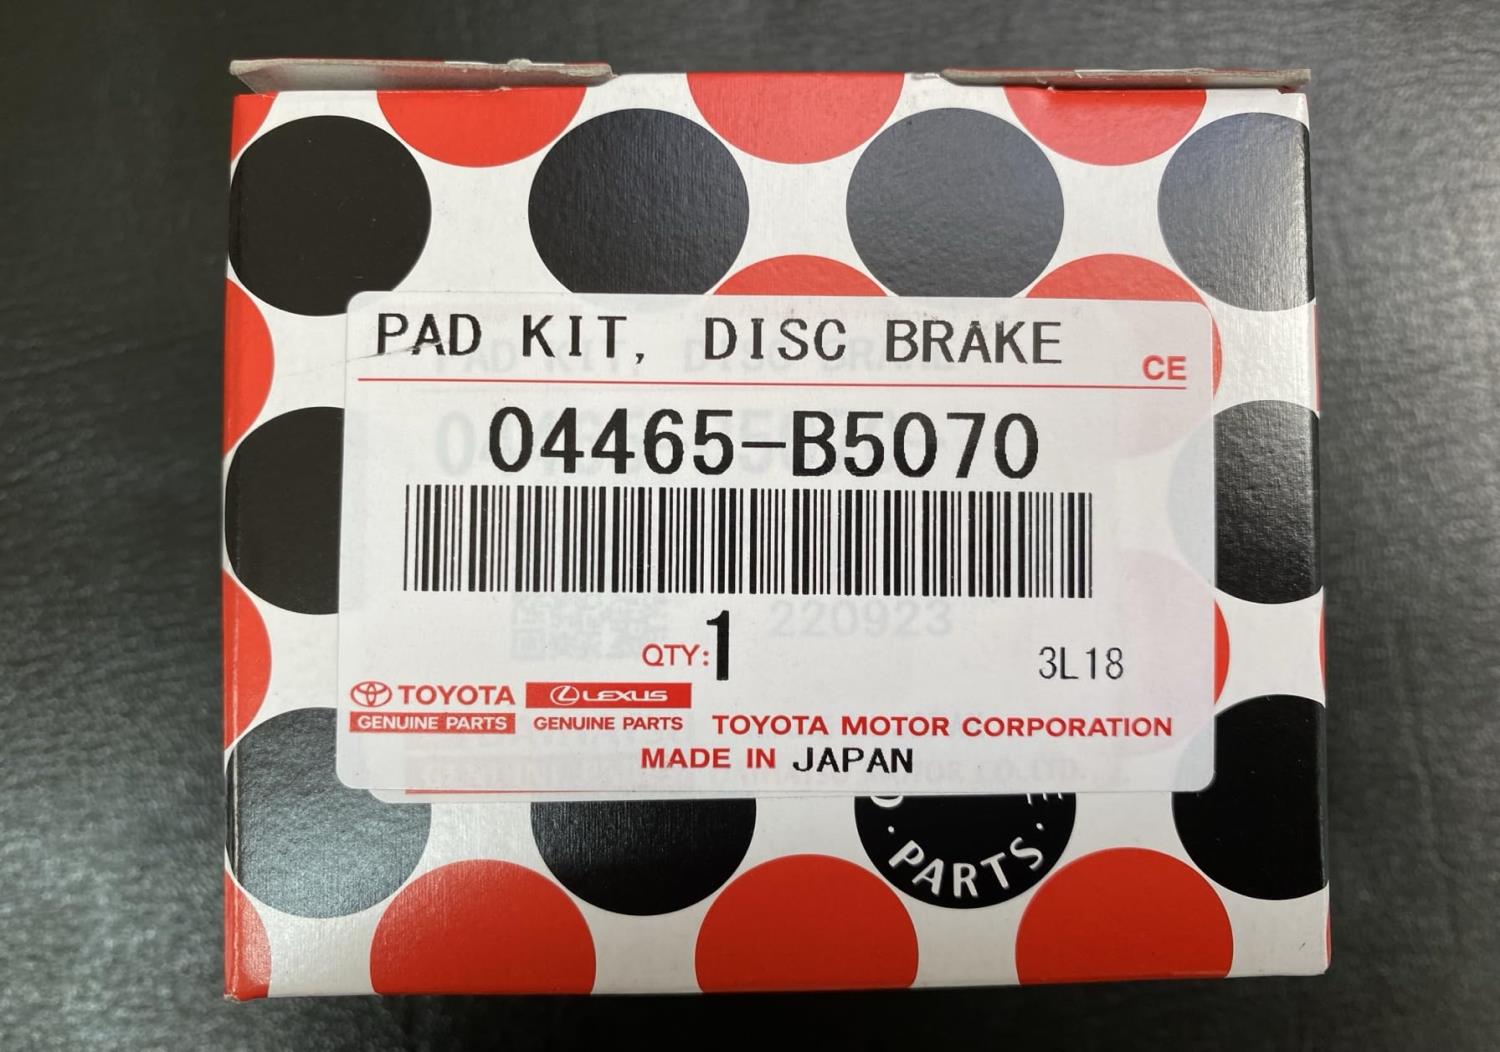 PAD KIT, DISC BRAKE
CE
04465-B5070
220923
QTY:1
3L18
TOYOTA LEXUS
GENUINE PARTS GENUINE PARTS TOYOTA MOTOR CORPORATION
MADE IN JAPAN
· PARTS ·